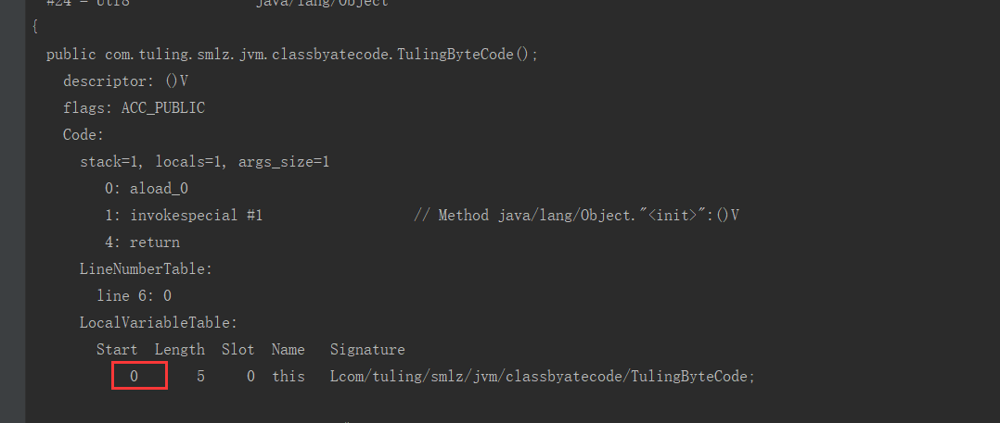 #24 = Utf8               java/lang/Object
{
  public com.tuling.smlz.jvm.classbyatecode.TulingByteCode();
    descriptor: ()V
    flags: ACC_PUBLIC
    Code:
      stack=1, locals=1, args_size=1
         0: aload_0
         1: invokespecial #1                  // Method java/lang/Object."<init>":()V
         4: return
      LineNumberTable:
        line 6: 0
      LocalVariableTable:
        Start  Length  Slot  Name   Signature
            0       5     0  this   Lcom/tuling/smlz/jvm/classbyatecode/TulingByteCode;